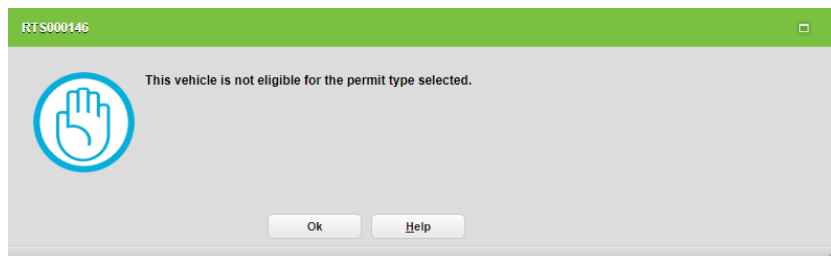 RTS000146
This vehicle is not eligible for the permit type selected.
Ok
Help